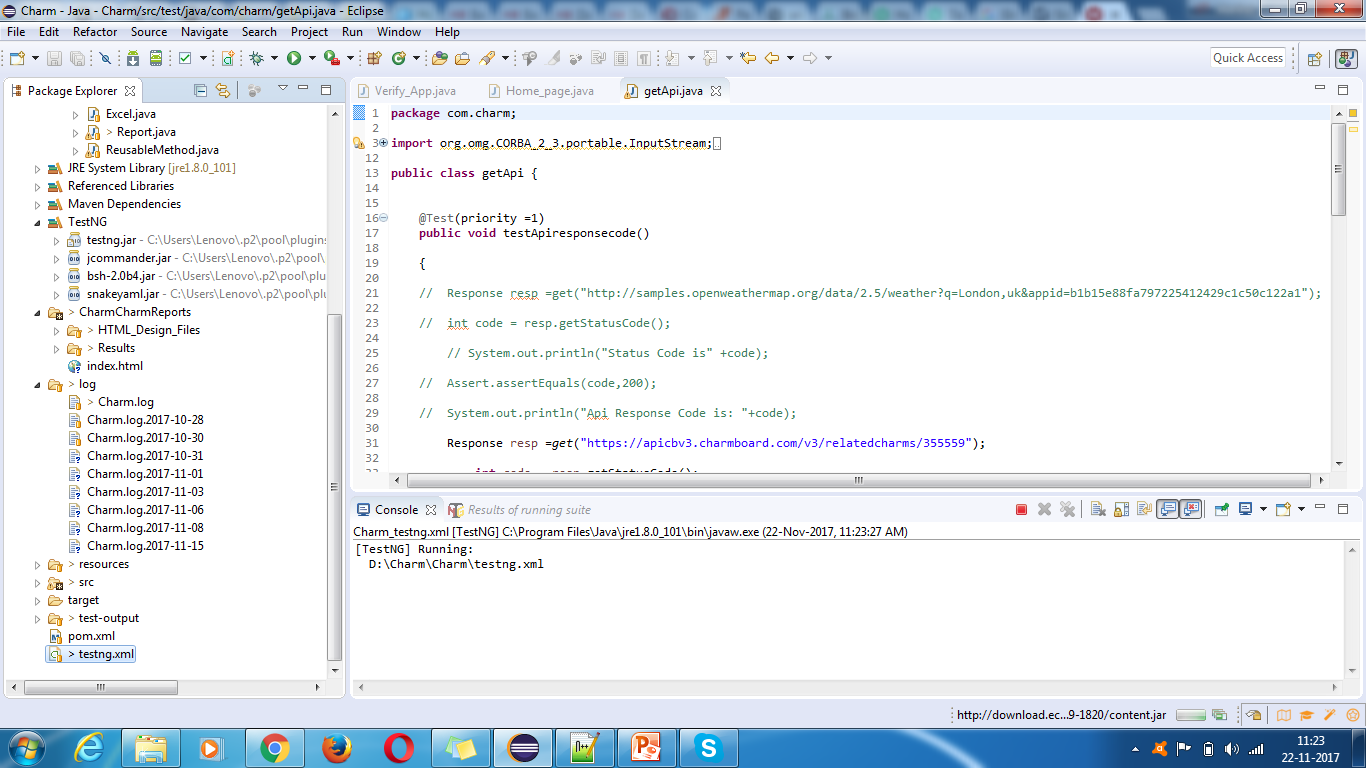 Charm - Java - Charm/src/test/java/com/charm/getApi.java - Eclipse
File Edit Refactor Source Navigate Search Project Run Window Help
Quick Access
Package Explorer
Excel.java
> Report.java
ReusableMethod.java
JRE System Library [jre1.8.0_101]
Referenced Libraries
Maven Dependencies
TestNG
testng.jar - C:\Users\Lenovo\.p2\pool\plugins
jcommander.jar - C:\Users\Lenovo\.p2\pool\
bsh-2.0b4.jar - C:\Users\Lenovo\.p2\pool\plu
snakeyaml.jar - C:\Users\Lenovo\.p2\pool\plu
> CharmCharmReports
> HTML_Design_Files
> Results
index.html
> log
> Charm.log
Charm.log.2017-10-28
Charm.log.2017-10-30
Charm.log.2017-10-31
Charm.log.2017-11-01
Charm.log.2017-11-03
Charm.log.2017-11-06
Charm.log.2017-11-08
Charm.log.2017-11-15
> resources
> src
target
> test-output
pom.xml
> testng.xml
Verify_App.java Home_page.java getApi.java
1 package com.charm;
2
3 import org.omg.CORBA_2_3.portable.InputStream;
12
13 public class getApi {
14
15
16 @Test(priority =1)
17 public void testApiresponsecode()
18
19 {
20
21 // Response resp =get("http://samples.openweathermap.org/data/2.5/weather?q=London,uk&appid=b1b15e88fa797225412429c1c50c122a1");
22
23 // int code = resp.getStatusCode();
24
25 // System.out.println("Status Code is" +code);
26
27 // Assert.assertEquals(code,200);
28
29 // System.out.println("Api Response Code is: "+code);
30
31 Response resp =get("https://apicbv3.charmboard.com/v3/relatedcharms/355559");
32
33 int code = resp.getStatusCode();
Console Results of running suite
Charm_testng.xml [TestNG] C:\Program Files\Java\jre1.8.0_101\bin\javaw.exe (22-Nov-2017, 11:23:27 AM)
[TestNG] Running:
D:\Charm\Charm\testng.xml
http://download.ec...9-1820/content.jar
11:23
22-11-2017